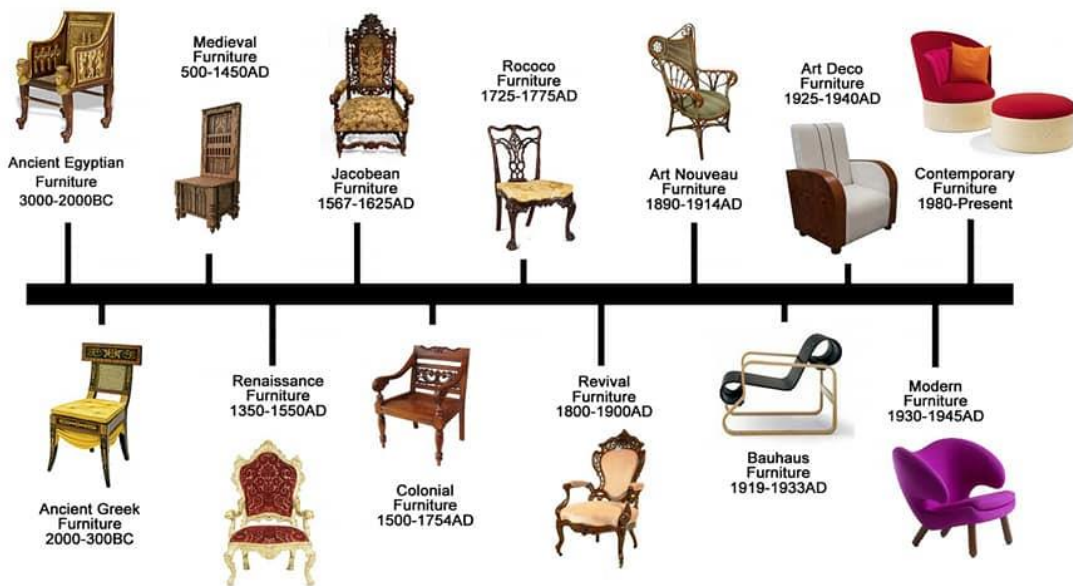 Ancient Egyptian
Furniture
3000-2000BC
Medieval
Furniture
500-1450AD
Jacobean
Furniture
1567-1625AD
Rococo
Furniture
1725-1775AD
Art Nouveau
Furniture
1890-1914AD
Art Deco
Furniture
1925-1940AD
Contemporary
Furniture
1980-Present
Ancient Greek
Furniture
2000-300BC
Renaissance
Furniture
1350-1550AD
Colonial
Furniture
1500-1754AD
Revival
Furniture
1800-1900AD
Bauhaus
Furniture
1919-1933AD
Modern
Furniture
1930-1945AD